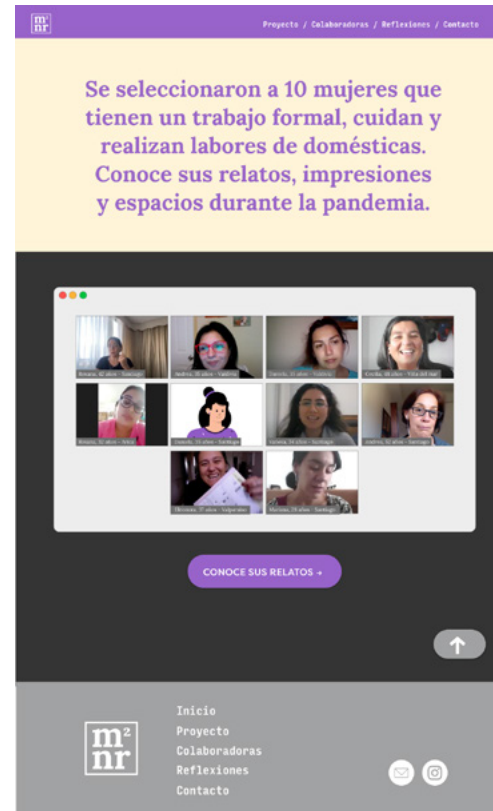 m²
nr
Proyecto / Colaboradoras / Reflexiones / Contacto
Se seleccionaron a 10 mujeres que
tienen un trabajo formal, cuidan y
realizan labores de domésticas.
Conoce sus relatos, impresiones
y espacios durante la pandemia.
CONOCE SUS RELATOS →
Inicio
m²
nr
Proyecto
Colaboradoras
Reflexiones
Contacto